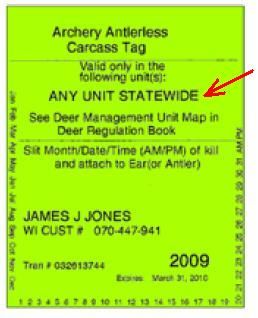 Archery Antlerless
Carcass Tag
Valid only in the
following unit(s):
ANY UNIT STATEWIDE
See Deer Management Unit Map in
Deer Regulation Book
Slit Month/Date/Time (AM/PM) of kill
and attach to Ear(or Antler)
JAMES J JONES
WI CUST # 070-447-941
2009
Tran # 032613744
Expires: March 31, 2010
Jan Feb Mar Apr May Jun Jul Aug Sep Oct Nov Dec
1 2 3 4 5 6 7 8 9 10 11 12 13 14 15 16 17 18 19
20 21 22 23 24 25 26 27 28 29 30 31 AM PM